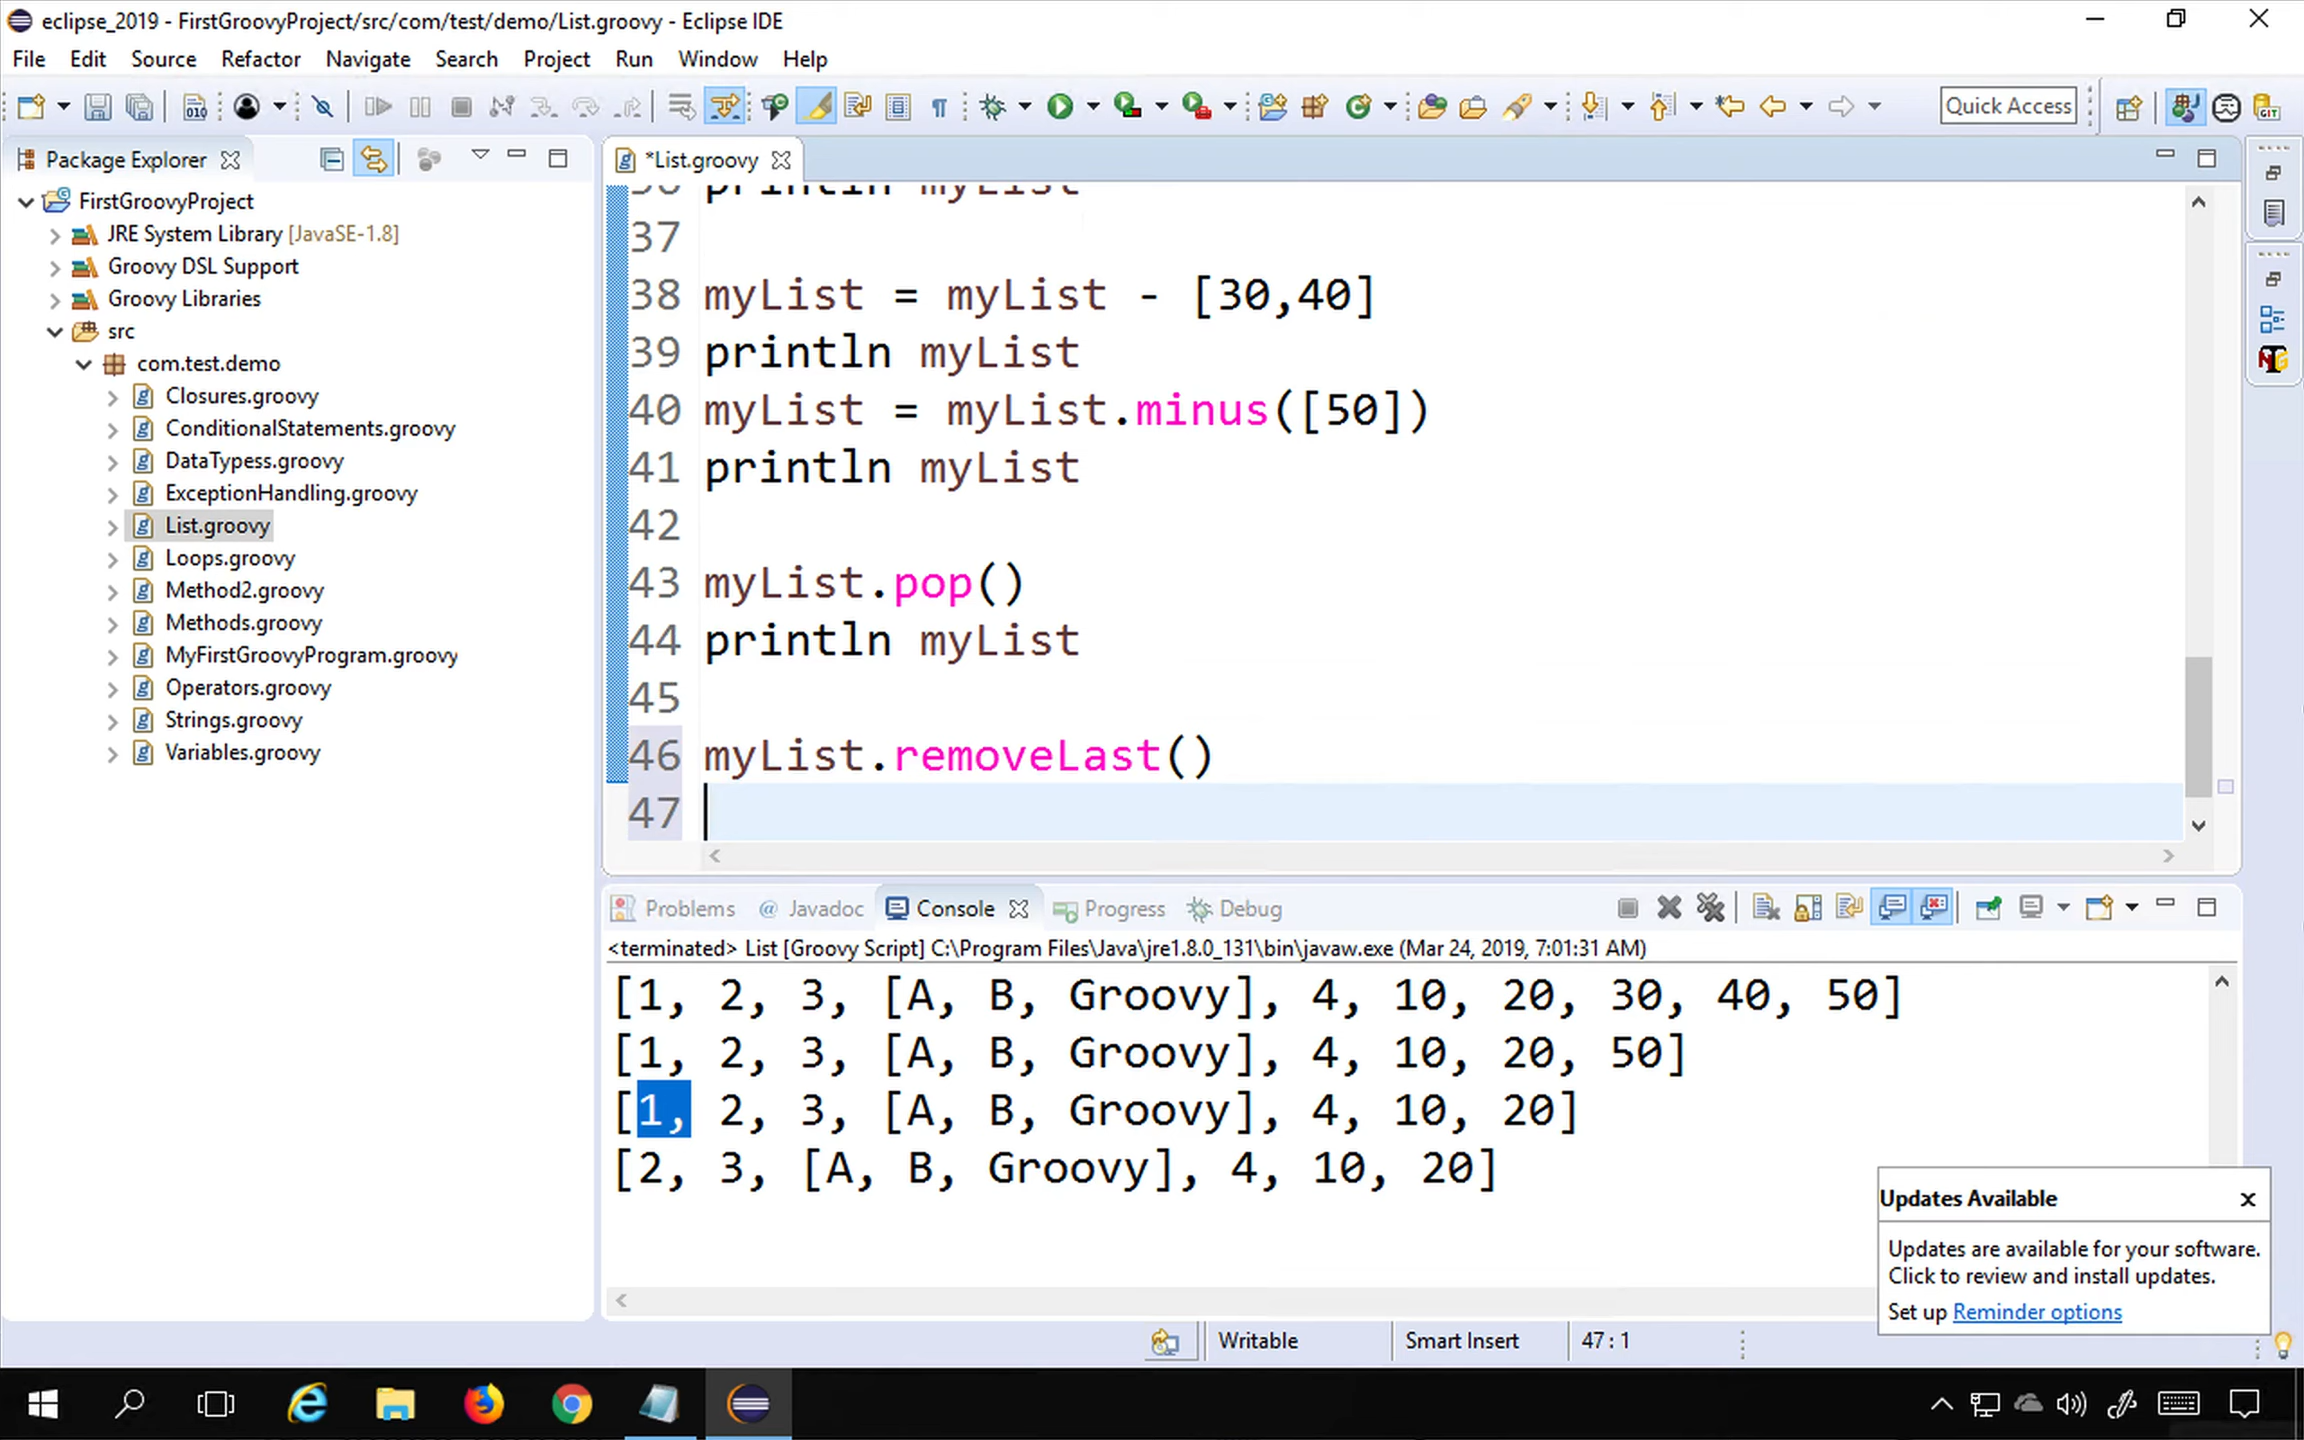 eclipse_2019 - FirstGroovyProject/src/com/test/demo/List.groovy - Eclipse IDE
File Edit Source Refactor Navigate Search Project Run Window Help
Quick Access
Package Explorer
FirstGroovyProject
JRE System Library [JavaSE-1.8]
Groovy DSL Support
Groovy Libraries
src
com.test.demo
Closures.groovy
ConditionalStatements.groovy
DataTypess.groovy
ExceptionHandling.groovy
List.groovy
Loops.groovy
Method2.groovy
Methods.groovy
MyFirstGroovyProgram.groovy
Operators.groovy
Strings.groovy
Variables.groovy
*List.groovy
36 println myList
37
38 myList = myList - [30,40]
39 println myList
40 myList = myList.minus([50])
41 println myList
42
43 myList.pop()
44 println myList
45
46 myList.removeLast()
47
Problems @ Javadoc Console Progress Debug
<terminated> List [Groovy Script] C:\Program Files\Java\jre1.8.0_131\bin\javaw.exe (Mar 24, 2019, 7:01:31 AM)
[1, 2, 3, [A, B, Groovy], 4, 10, 20, 30, 40, 50]
[1, 2, 3, [A, B, Groovy], 4, 10, 20, 50]
[1, 2, 3, [A, B, Groovy], 4, 10, 20]
[2, 3, [A, B, Groovy], 4, 10, 20]
Updates Available
Updates are available for your software.
Click to review and install updates.
Set up Reminder options
Writable Smart Insert 47 : 1